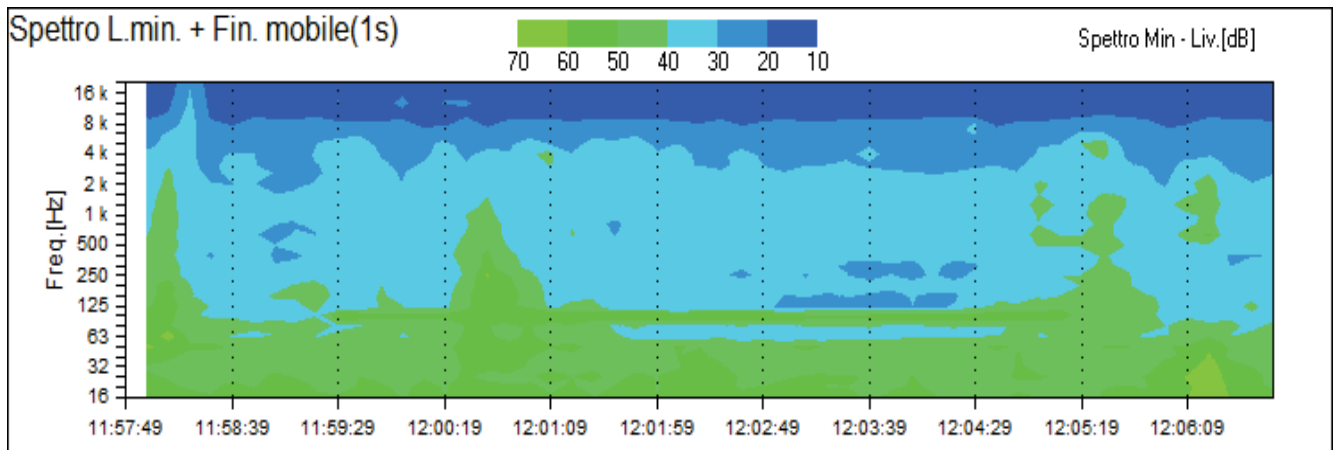 Spettro L.min. + Fin. mobile(1s)
Spettro Min - Liv.[dB]
70 60 50 40 30 20 10
Freq.[Hz]
16 k
8 k
4 k
2 k
1 k
500
250
125
63
32
16
11:57:49 11:58:39 11:59:29 12:00:19 12:01:09 12:01:59 12:02:49 12:03:39 12:04:29 12:05:19 12:06:09